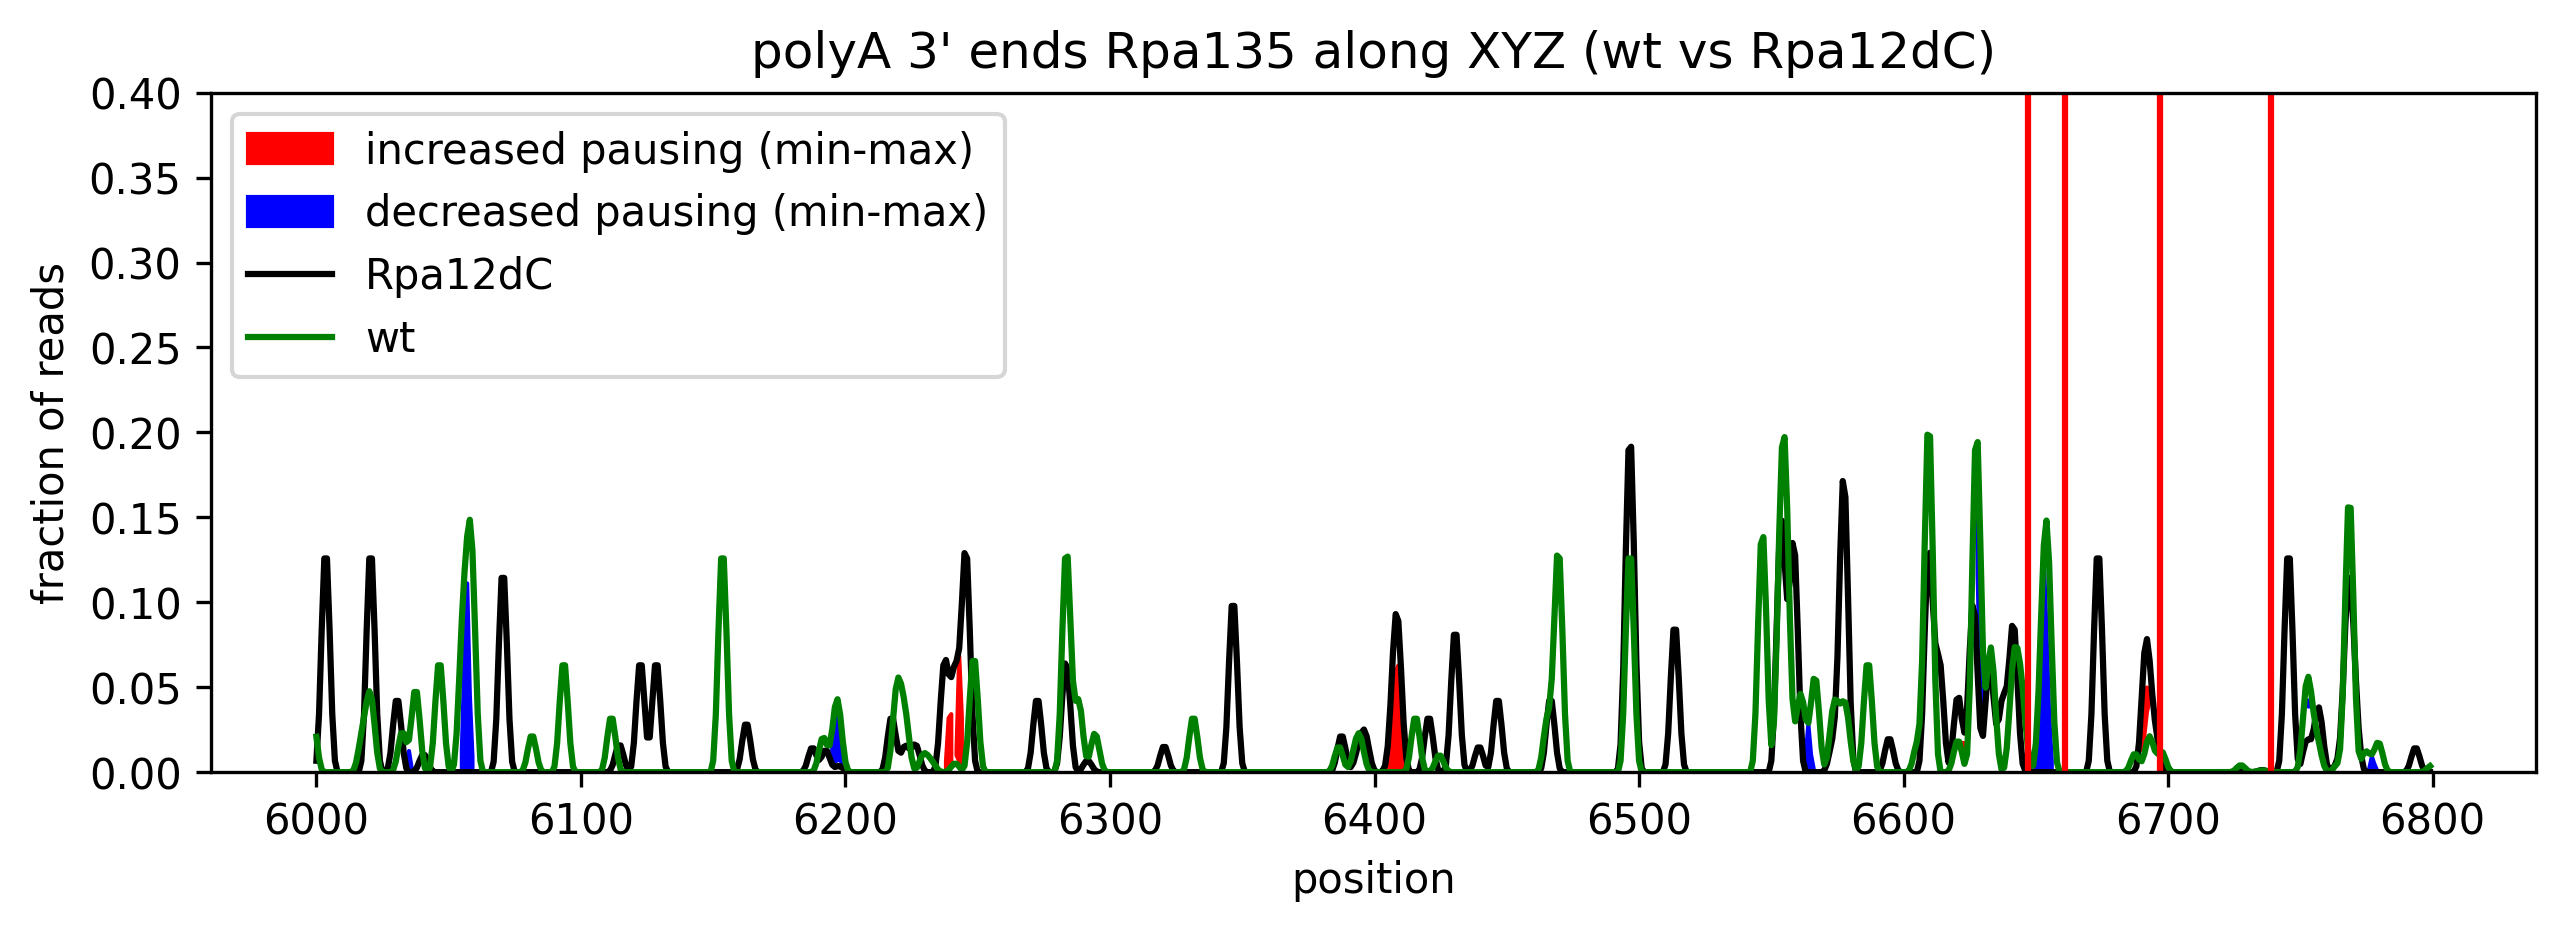 polyA 3' ends Rpa135 along XYZ (wt vs Rpa12dC)
0.40
0.35
0.30
0.25
0.20
0.15
0.10
0.05
0.00
fraction of reads
increased pausing (min-max)
decreased pausing (min-max)
Rpa12dC
wt
6000 6100 6200 6300 6400 6500 6600 6700 6800
position